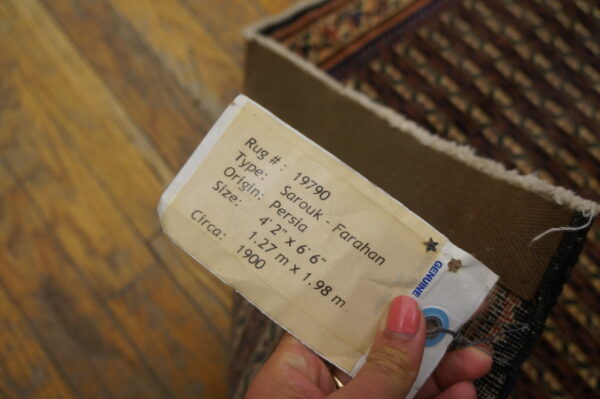 Rug #: 19790
Type: Sarouk - Farahan
Origin: Persia
Size: 4' 2" x 6' 6"
1.27 m x 1.98 m
Circa: 1900
GENUINE